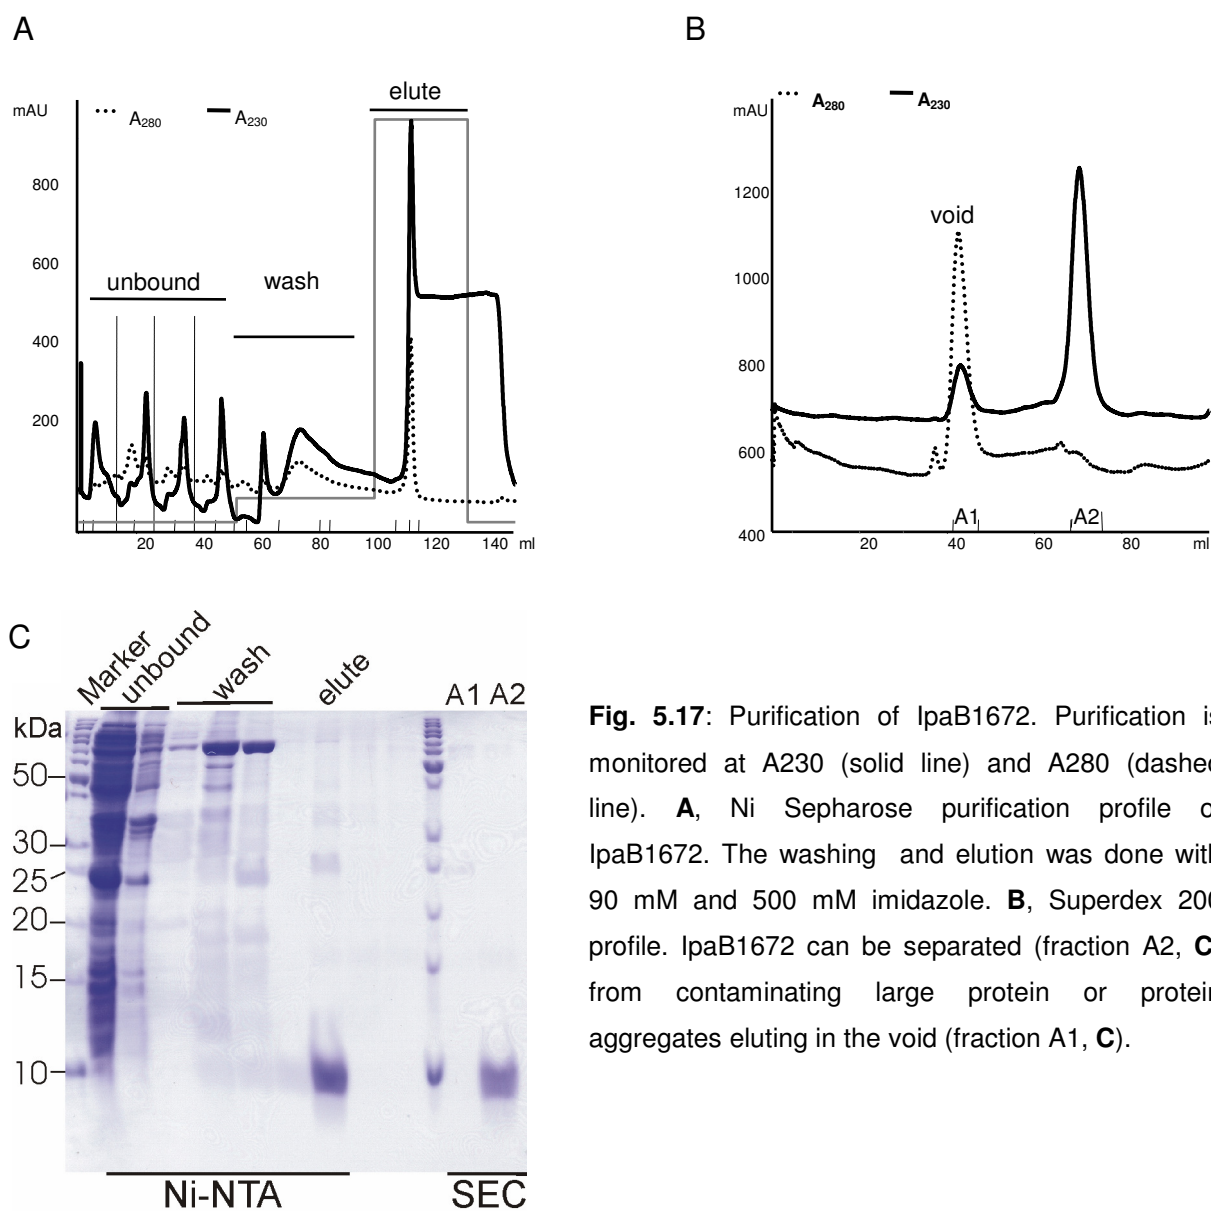 A
B
mAU
A280
A230
elute
800
600
400
200
unbound
wash
20 40 60 80 100 120 140 ml
mAU
A280
A230
1200
1000
800
600
400
void
A1
A2
20 40 60 80 ml
C
Marker
unbound
wash
elute
A1 A2
kDa
50
30
25
20
15
10
Ni-NTA
SEC
Fig. 5.17: Purification of IpaB1672. Purification is
monitored at A230 (solid line) and A280 (dashed
line). A, Ni Sepharose purification profile o
IpaB1672. The washing and elution was done with
90 mM and 500 mM imidazole. B, Superdex 200
profile. IpaB1672 can be separated (fraction A2, C
from contaminating large protein or protein
aggregates eluting in the void (fraction A1, C).